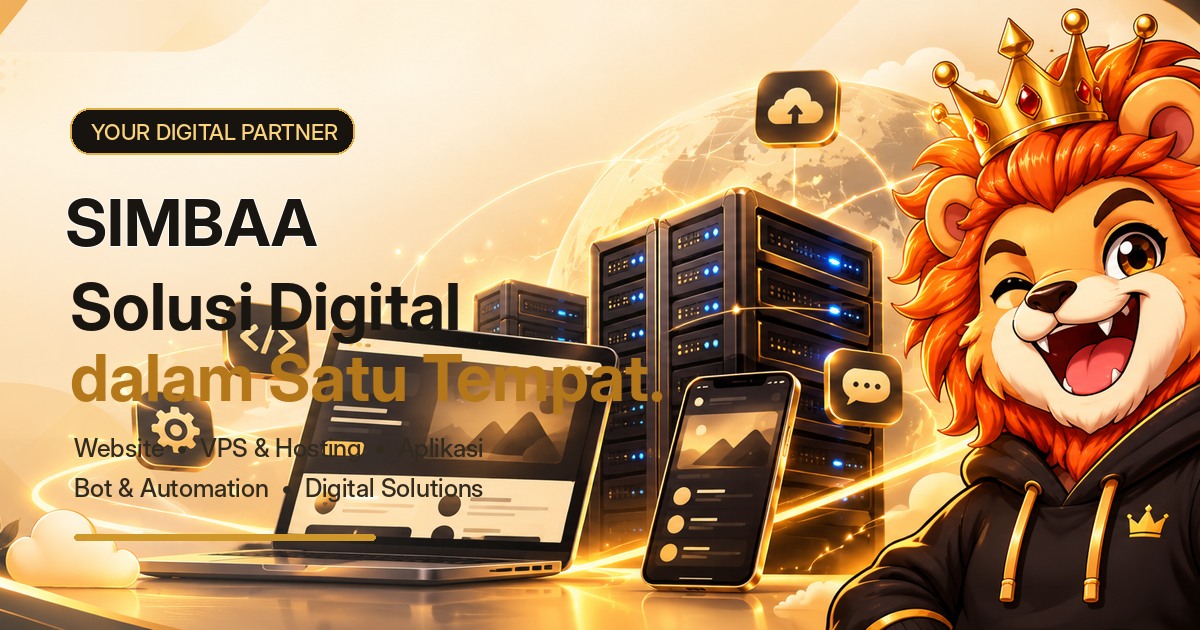 YOUR DIGITAL PARTNER
SIMBAA
Solusi Digital
dalam Satu Tempat.
Website • VPS & Hosting • Aplikasi
Bot & Automation • Digital Solutions